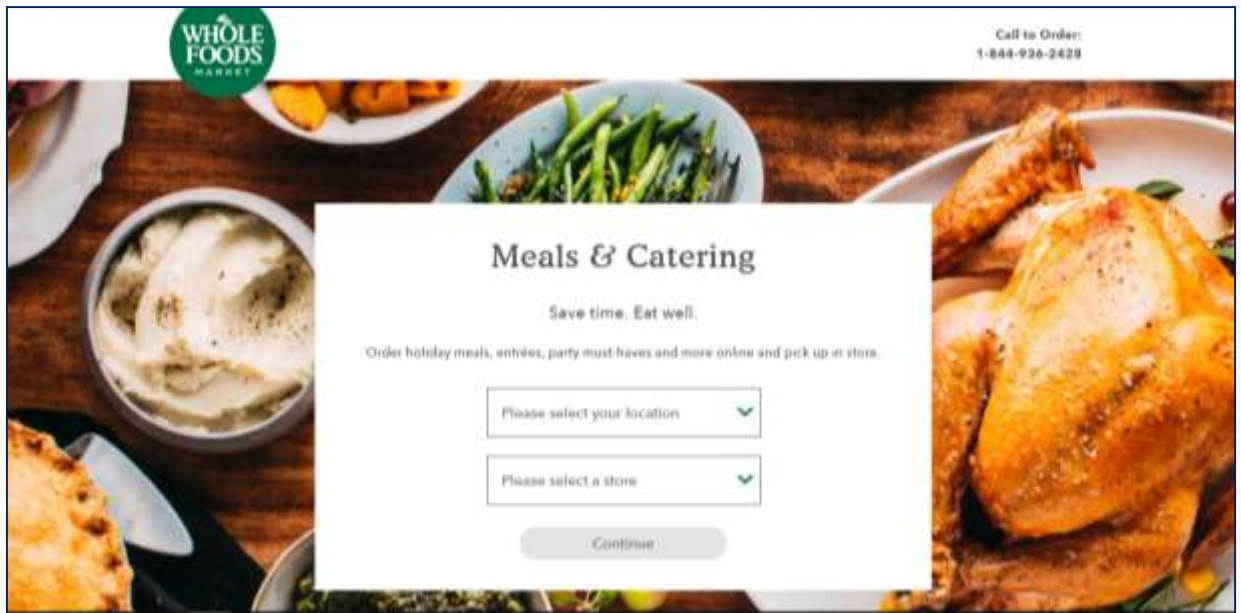 WHOLE
FOODS
MARKET
Call to Order:
1-844-936-2428
Meals & Catering
Save time. Eat well.
Order holiday meals, entrées, party must-haves and more online and pick up in store.
Please select your location
Please select a store
Continue